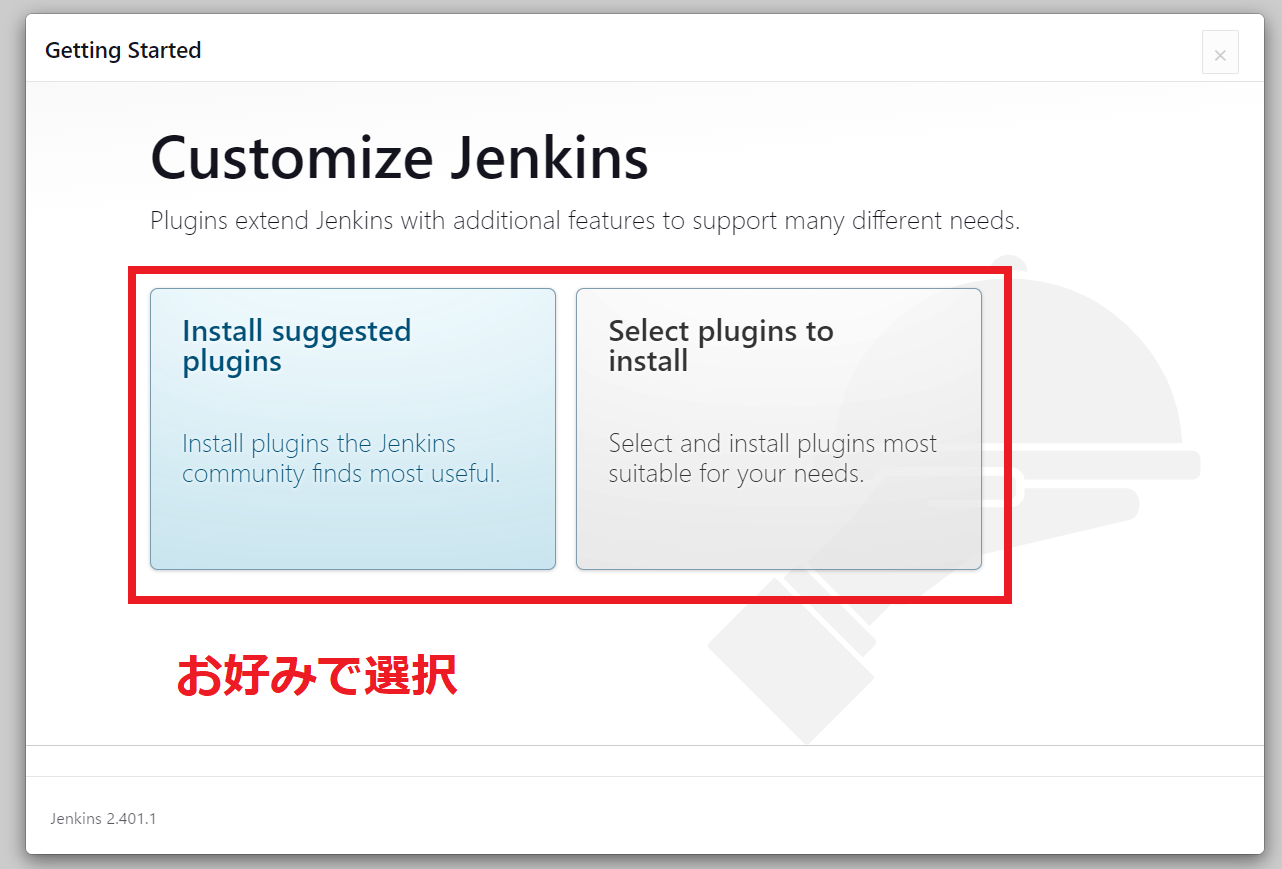 Getting Started
×
Customize Jenkins
Plugins extend Jenkins with additional features to support many different needs.
Install suggested
plugins
Install plugins the Jenkins
community finds most useful.
Select plugins to
install
Select and install plugins most
suitable for your needs.
お好みで選択
Jenkins 2.401.1